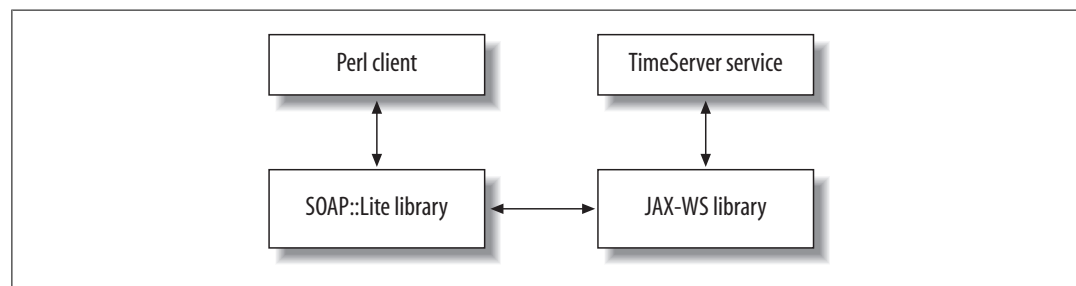 Perl client
TimeServer service
SOAP::Lite library
JAX-WS library